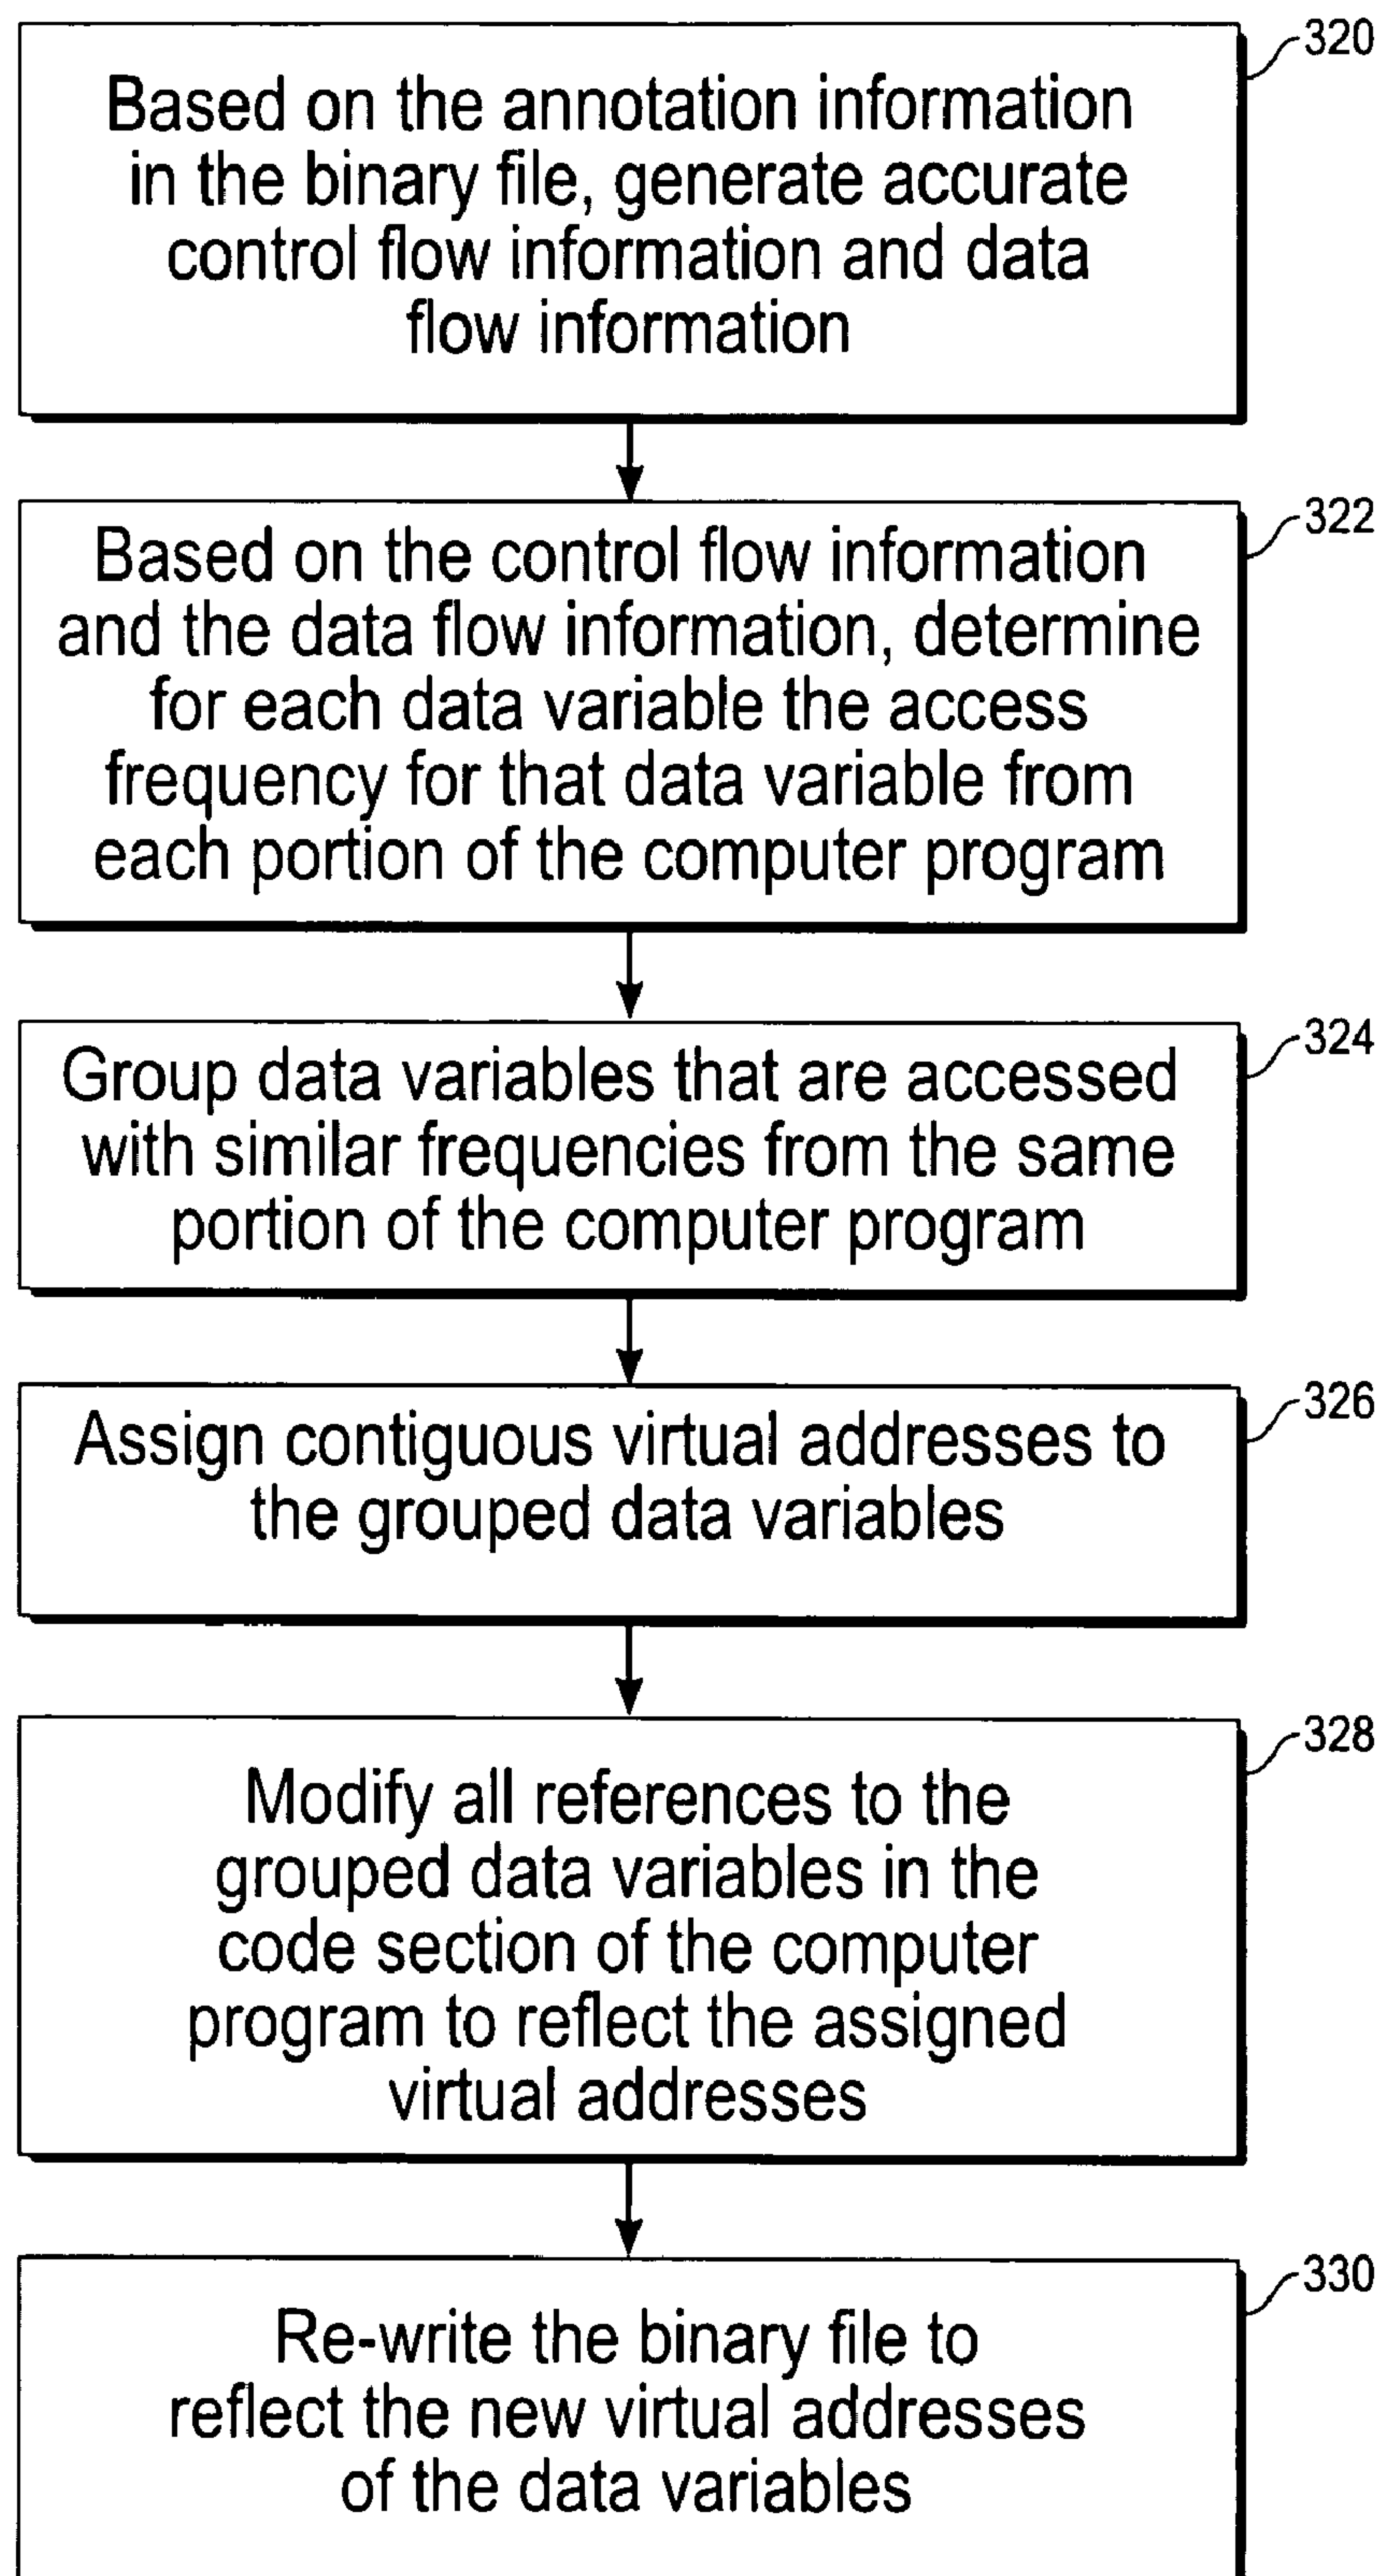 320
Based on the annotation information
in the binary file, generate accurate
control flow information and data
flow information
322
Based on the control flow information
and the data flow information, determine
for each data variable the access
frequency for that data variable from
each portion of the computer program
324
Group data variables that are accessed
with similar frequencies from the same
portion of the computer program
326
Assign contiguous virtual addresses to
the grouped data variables
328
Modify all references to the
grouped data variables in the
code section of the computer
program to reflect the assigned
virtual addresses
330
Re-write the binary file to
reflect the new virtual addresses
of the data variables